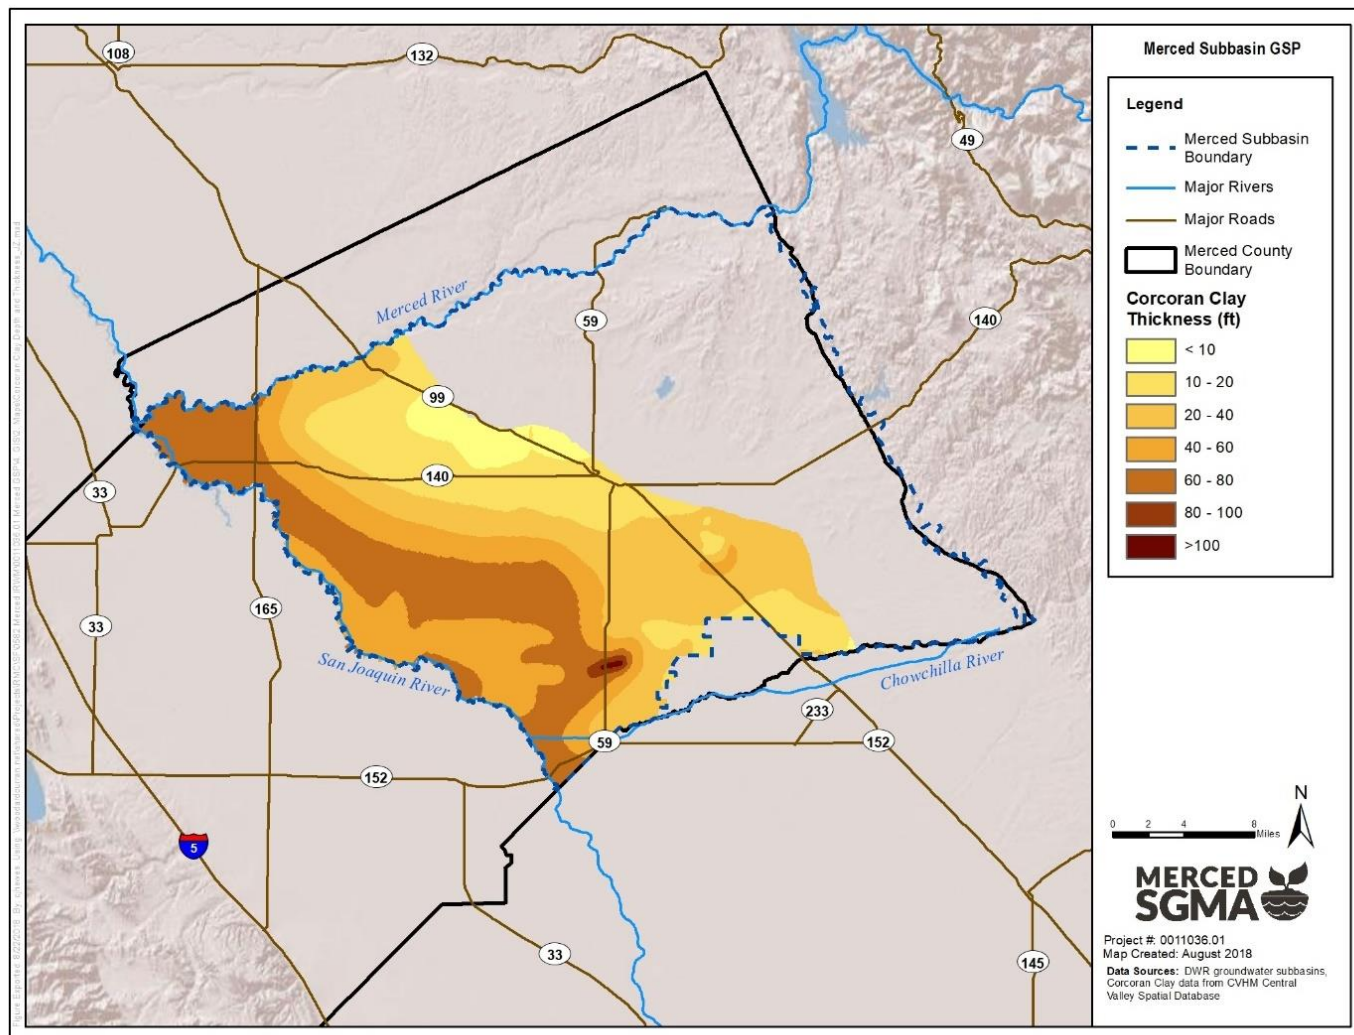 Merced Subbasin GSP
Legend
Merced Subbasin
Boundary
Major Rivers
Major Roads
Merced County
Boundary
Corcoran Clay
Thickness (ft)
< 10
10 - 20
20 - 40
40 - 60
60 - 80
80 - 100
>100
108
132
49
Merced River
59
140
99
140
33
165
33
San Joaquin River
Chowchilla River
233
59
152
152
5
33
145
N
0 2 4 8
Miles
MERCED
SGMA
Project #: 0011036.01
Map Created: August 2018
Data Sources: DWR groundwater subbasins,
Corcoran Clay data from CVHM Central
Valley Spatial Database